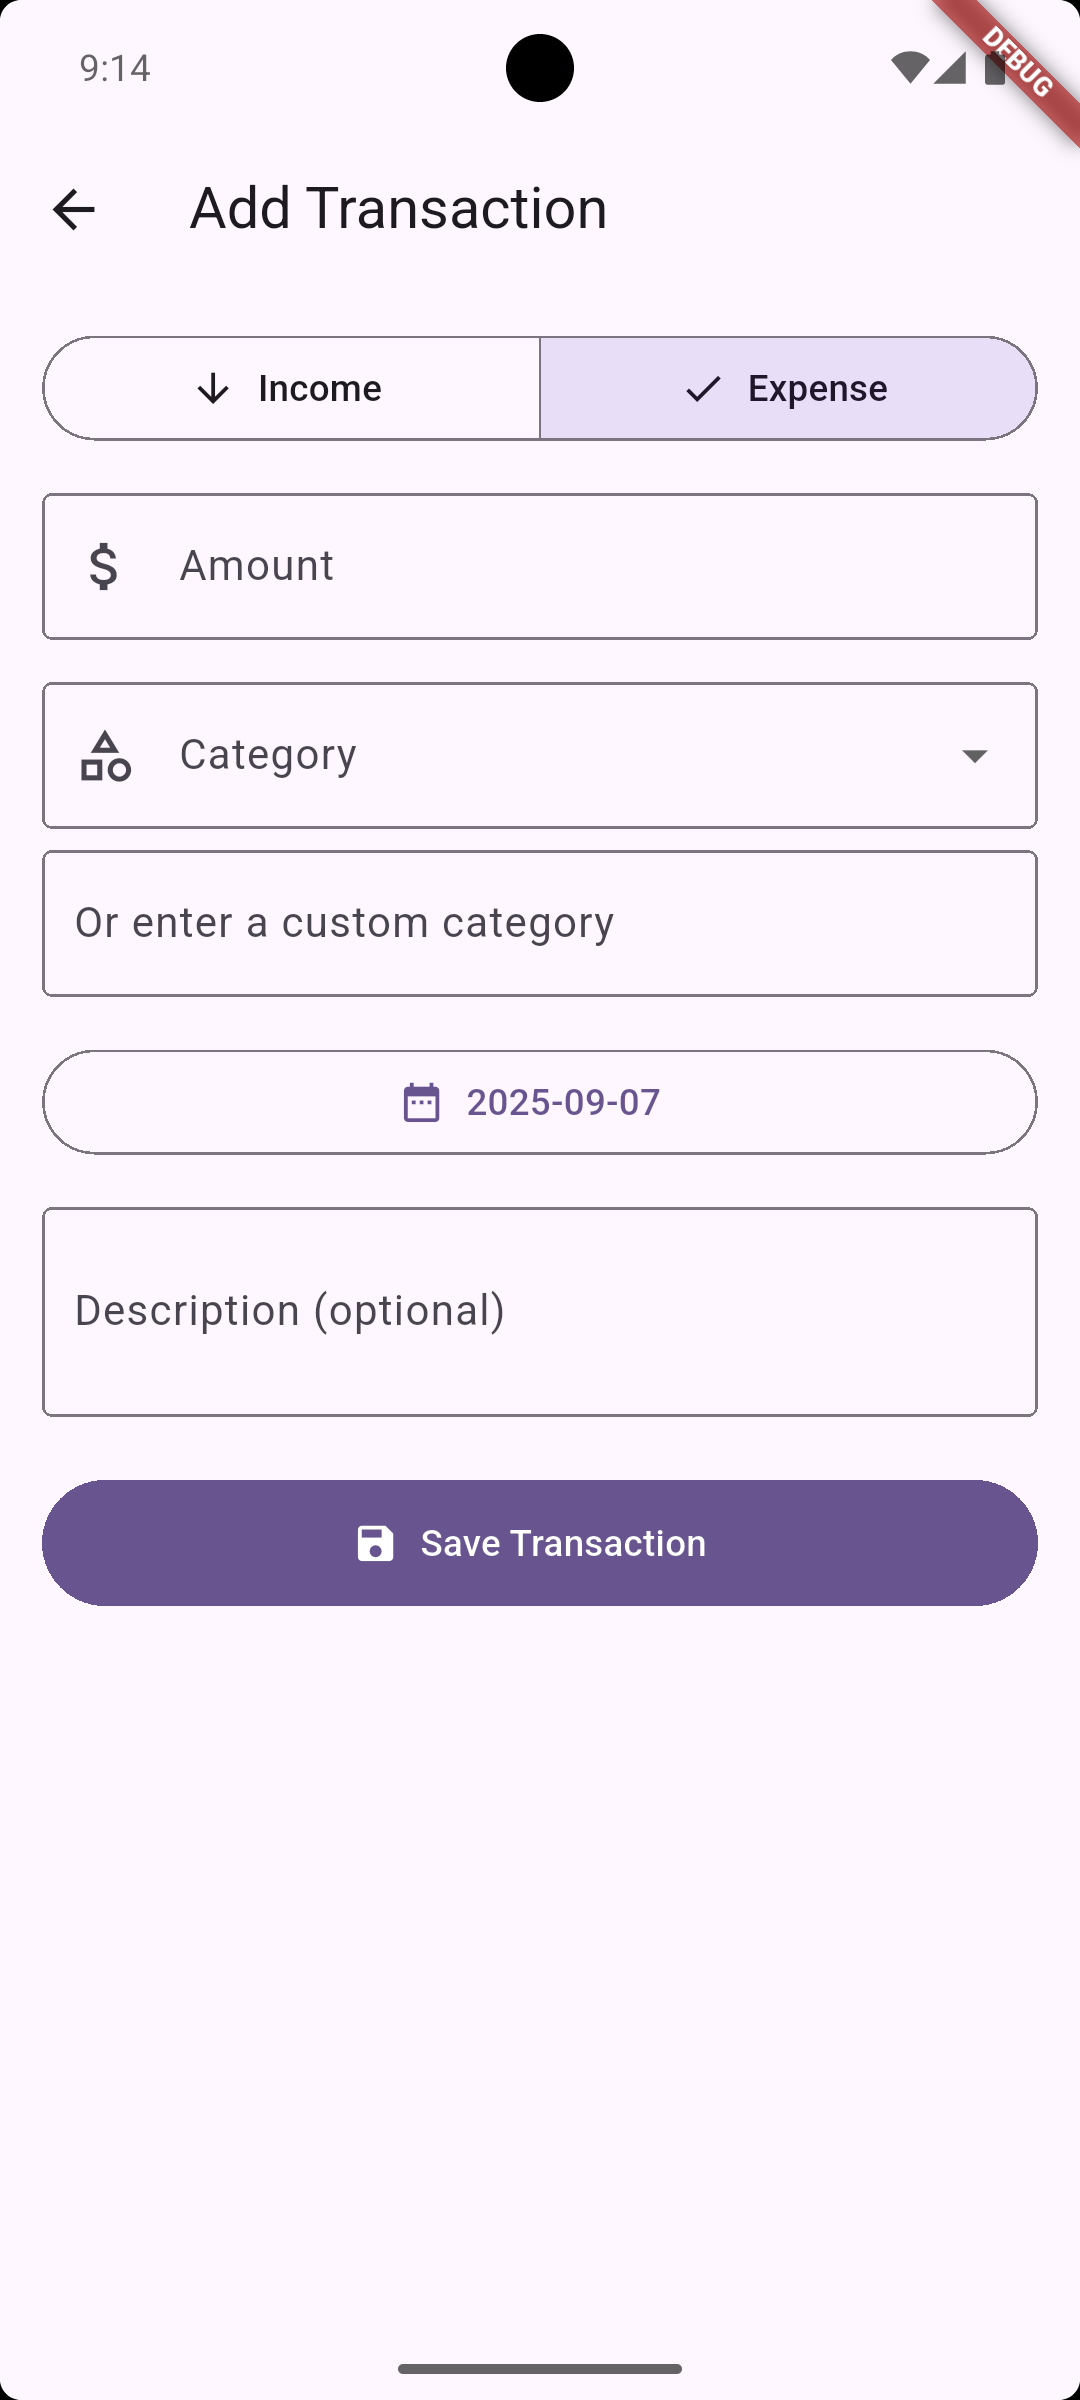 9:14
DEBUG
Add Transaction
Income
Expense
$ Amount
Category
Or enter a custom category
2025-09-07
Description (optional)
Save Transaction